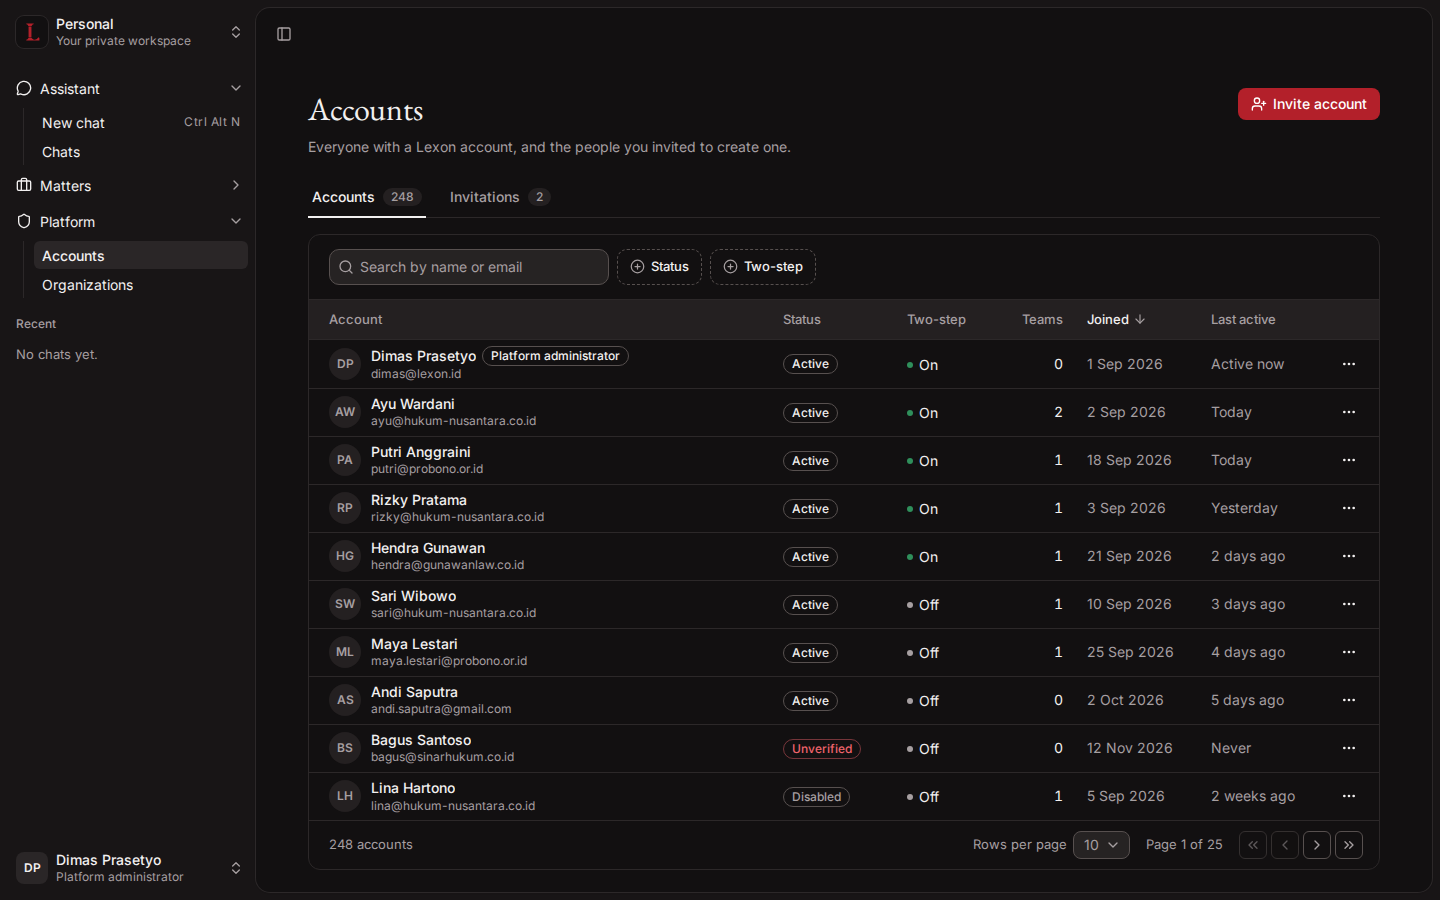 L
Personal
Your private workspace
Assistant
New chat Ctrl Alt N
Chats
Matters
Platform
Accounts
Organizations
Recent
No chats yet.
DP
Dimas Prasetyo
Platform administrator
Accounts
Invite account
Everyone with a Lexon account, and the people you invited to create one.
Accounts 248 Invitations 2
Search by name or email Status Two-step
Account Status Two-step Teams Joined Last active
DP Dimas Prasetyo Platform administrator Active On 0 1 Sep 2026 Active now
dimas@lexon.id
AW Ayu Wardani Active On 2 2 Sep 2026 Today
ayu@hukum-nusantara.co.id
PA Putri Anggraini Active On 1 18 Sep 2026 Today
putri@probono.or.id
RP Rizky Pratama Active On 1 3 Sep 2026 Yesterday
rizky@hukum-nusantara.co.id
HG Hendra Gunawan Active On 1 21 Sep 2026 2 days ago
hendra@gunawanlaw.co.id
SW Sari Wibowo Active Off 1 10 Sep 2026 3 days ago
sari@hukum-nusantara.co.id
ML Maya Lestari Active Off 1 25 Sep 2026 4 days ago
maya.lestari@probono.or.id
AS Andi Saputra Active Off 0 2 Oct 2026 5 days ago
andi.saputra@gmail.com
BS Bagus Santoso Unverified Off 0 12 Nov 2026 Never
bagus@sinarhukum.co.id
LH Lina Hartono Disabled Off 1 5 Sep 2026 2 weeks ago
lina@hukum-nusantara.co.id
248 accounts Rows per page 10 Page 1 of 25